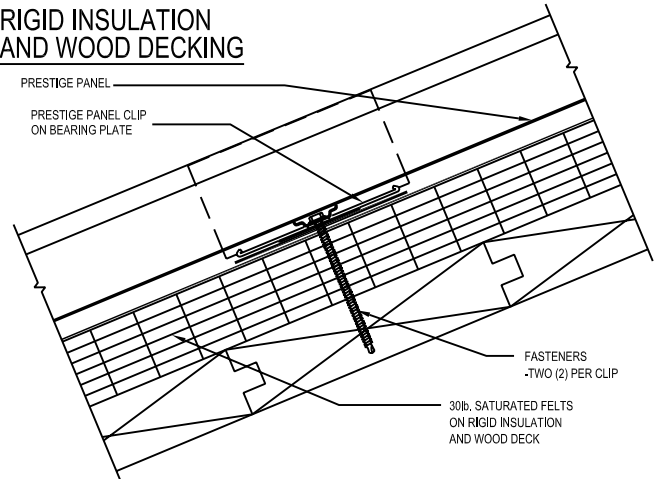 RIGID INSULATION
AND WOOD DECKING
PRESTIGE PANEL
PRESTIGE PANEL CLIP
ON BEARING PLATE
FASTENERS
-TWO (2) PER CLIP
30lb. SATURATED FELTS
ON RIGID INSULATION
AND WOOD DECK